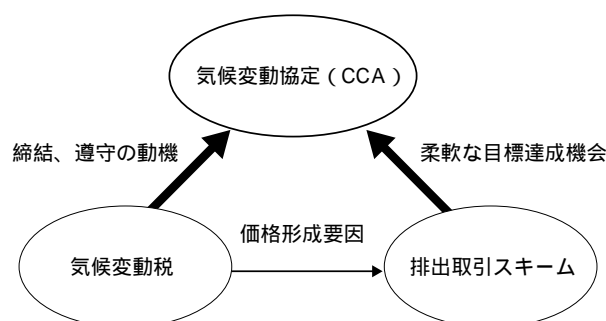 気候変動協定（CCA）
締結、遵守の動機
柔軟な目標達成機会
価格形成要因
気候変動税
排出取引スキーム